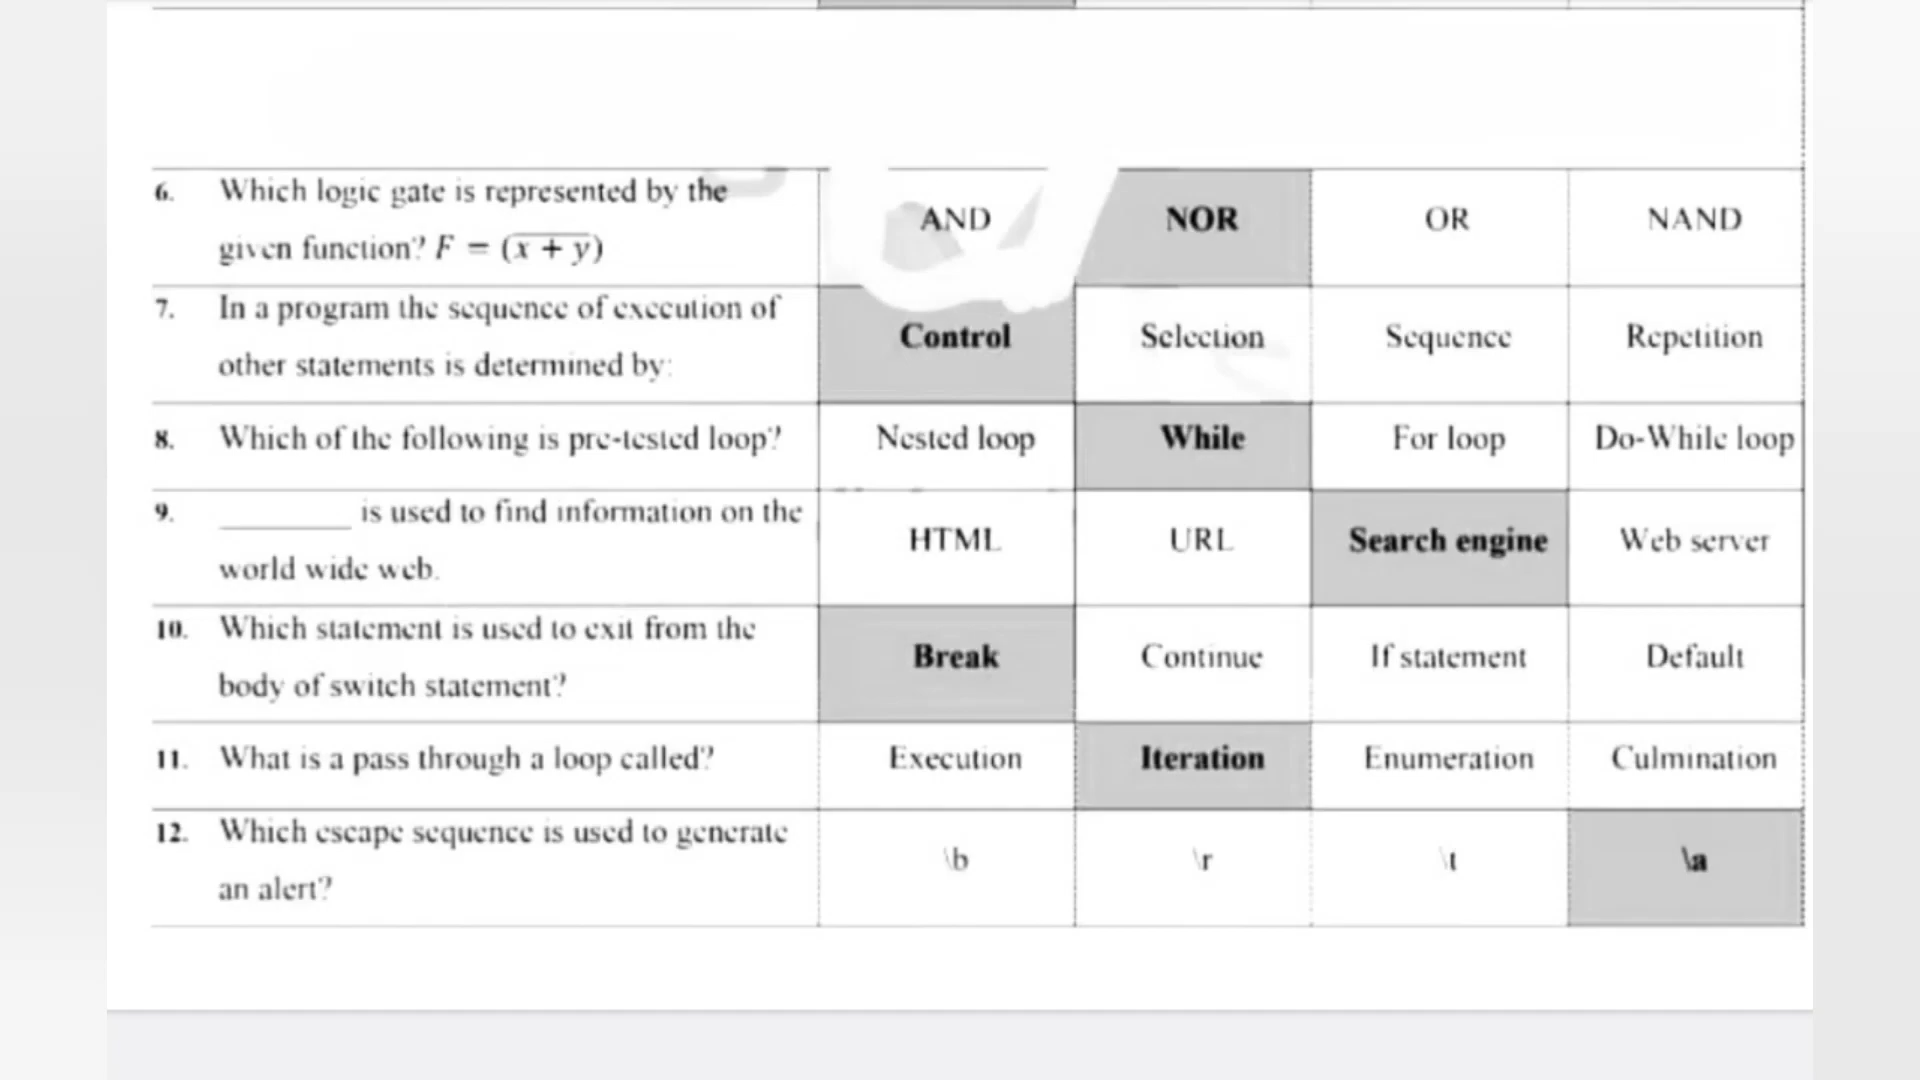 6. Which logic gate is represented by the
given function? F = (x + y)
AND NOR OR NAND
7. In a program the sequence of execution of
other statements is determined by:
Control Selection Sequence Repetition
8. Which of the following is pre-tested loop? Nested loop While For loop Do-While loop
9. ________ is used to find information on the
world wide web.
HTML URL Search engine Web server
10. Which statement is used to exit from the
body of switch statement?
Break Continue If statement Default
11. What is a pass through a loop called? Execution Iteration Enumeration Culmination
12. Which escape sequence is used to generate
an alert?
\b \r \t \a